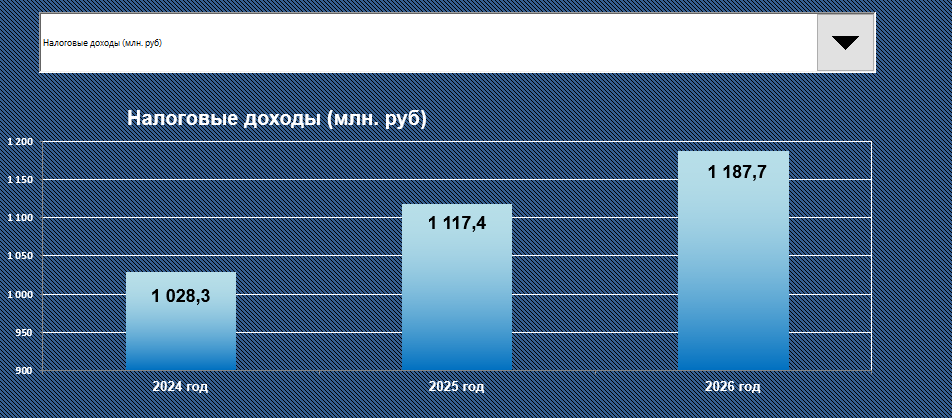 Налоговые доходы (млн. руб)
Налоговые доходы (млн. руб)
1 200
1 150
1 100
1 050
1 000
950
900
1 028,3
1 117,4
1 187,7
2024 год
2025 год
2026 год